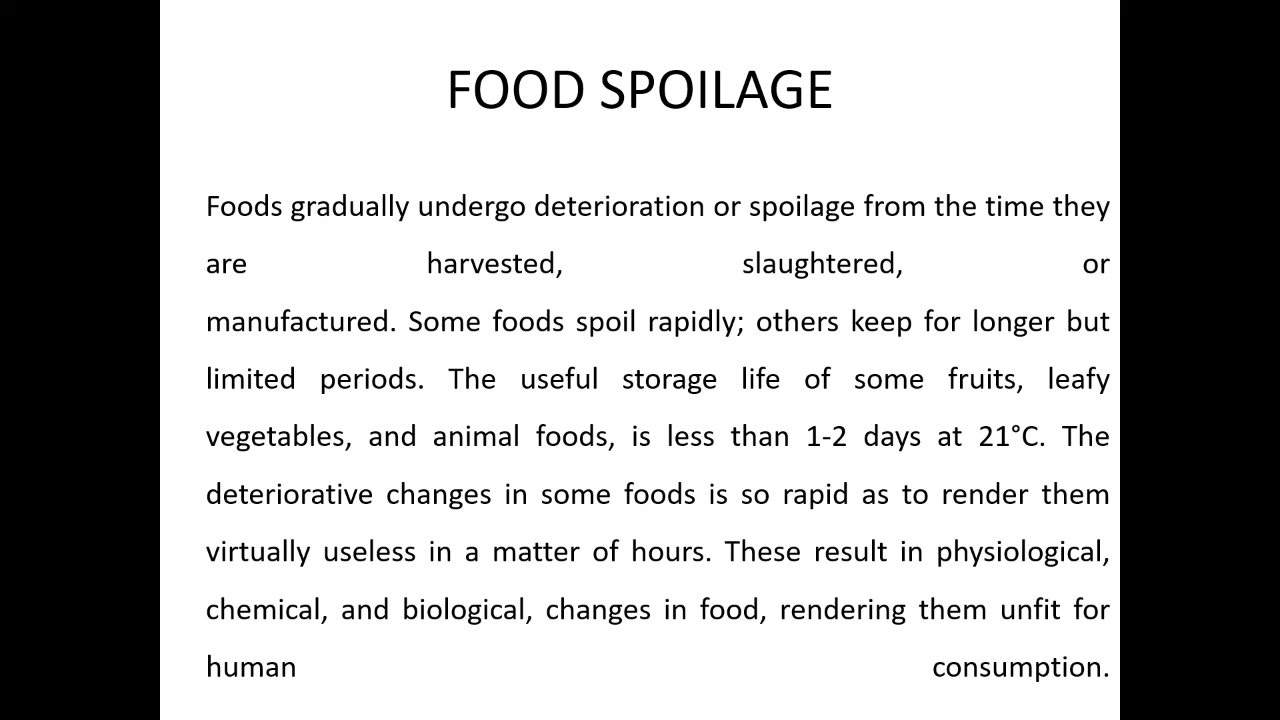 FOOD SPOILAGE
Foods gradually undergo deterioration or spoilage from the time they
are harvested, slaughtered, or
manufactured. Some foods spoil rapidly; others keep for longer but
limited periods. The useful storage life of some fruits, leafy
vegetables, and animal foods, is less than 1-2 days at 21°C. The
deteriorative changes in some foods is so rapid as to render them
virtually useless in a matter of hours. These result in physiological,
chemical, and biological, changes in food, rendering them unfit for
human consumption.